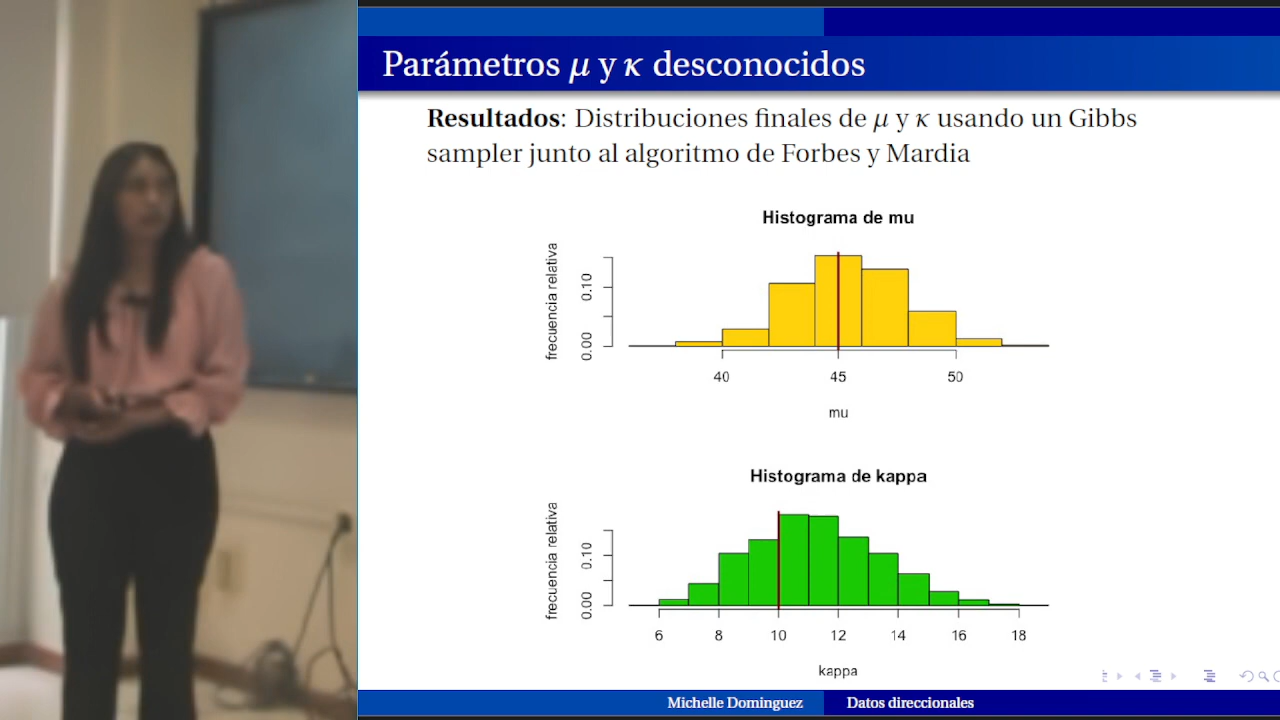 Parámetros μ y κ desconocidos
Resultados: Distribuciones finales de μ y κ usando un Gibbs
sampler junto al algoritmo de Forbes y Mardia
Histograma de mu
frecuencia relativa
0.00 0.10
40 45 50
mu
Histograma de kappa
frecuencia relativa
0.00 0.10
6 8 10 12 14 16 18
kappa
Michelle Dominguez Datos direccionales